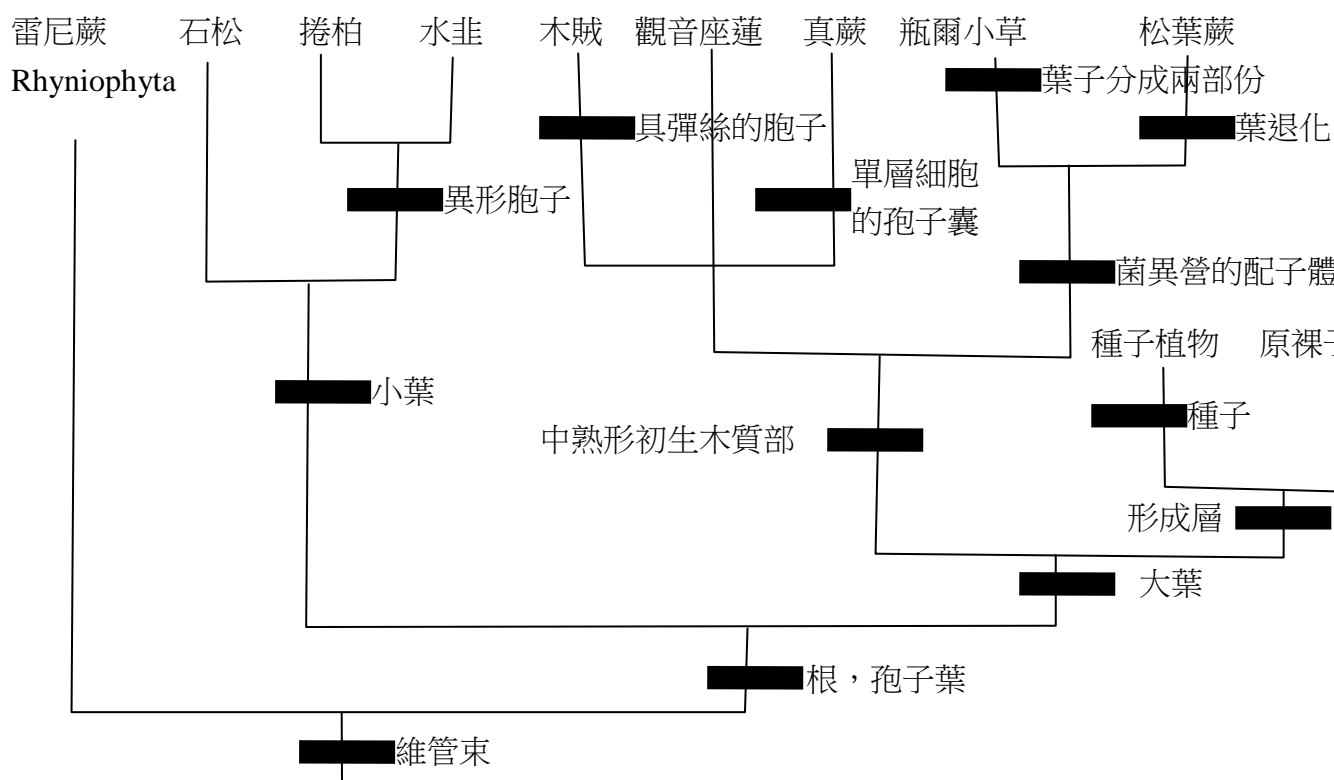 雷尼蕨 石松 捲柏 水韭 木賊 觀音座蓮 真蕨 瓶爾小草 松葉蕨
Rhyniophyta
葉子分成兩部份
具彈絲的胞子
葉退化
單層細胞
的孢子囊
異形胞子
菌異營的配子體
種子植物 原裸
小葉
種子
中熟形初生木質部
形成層
大葉
根，孢子葉
維管束